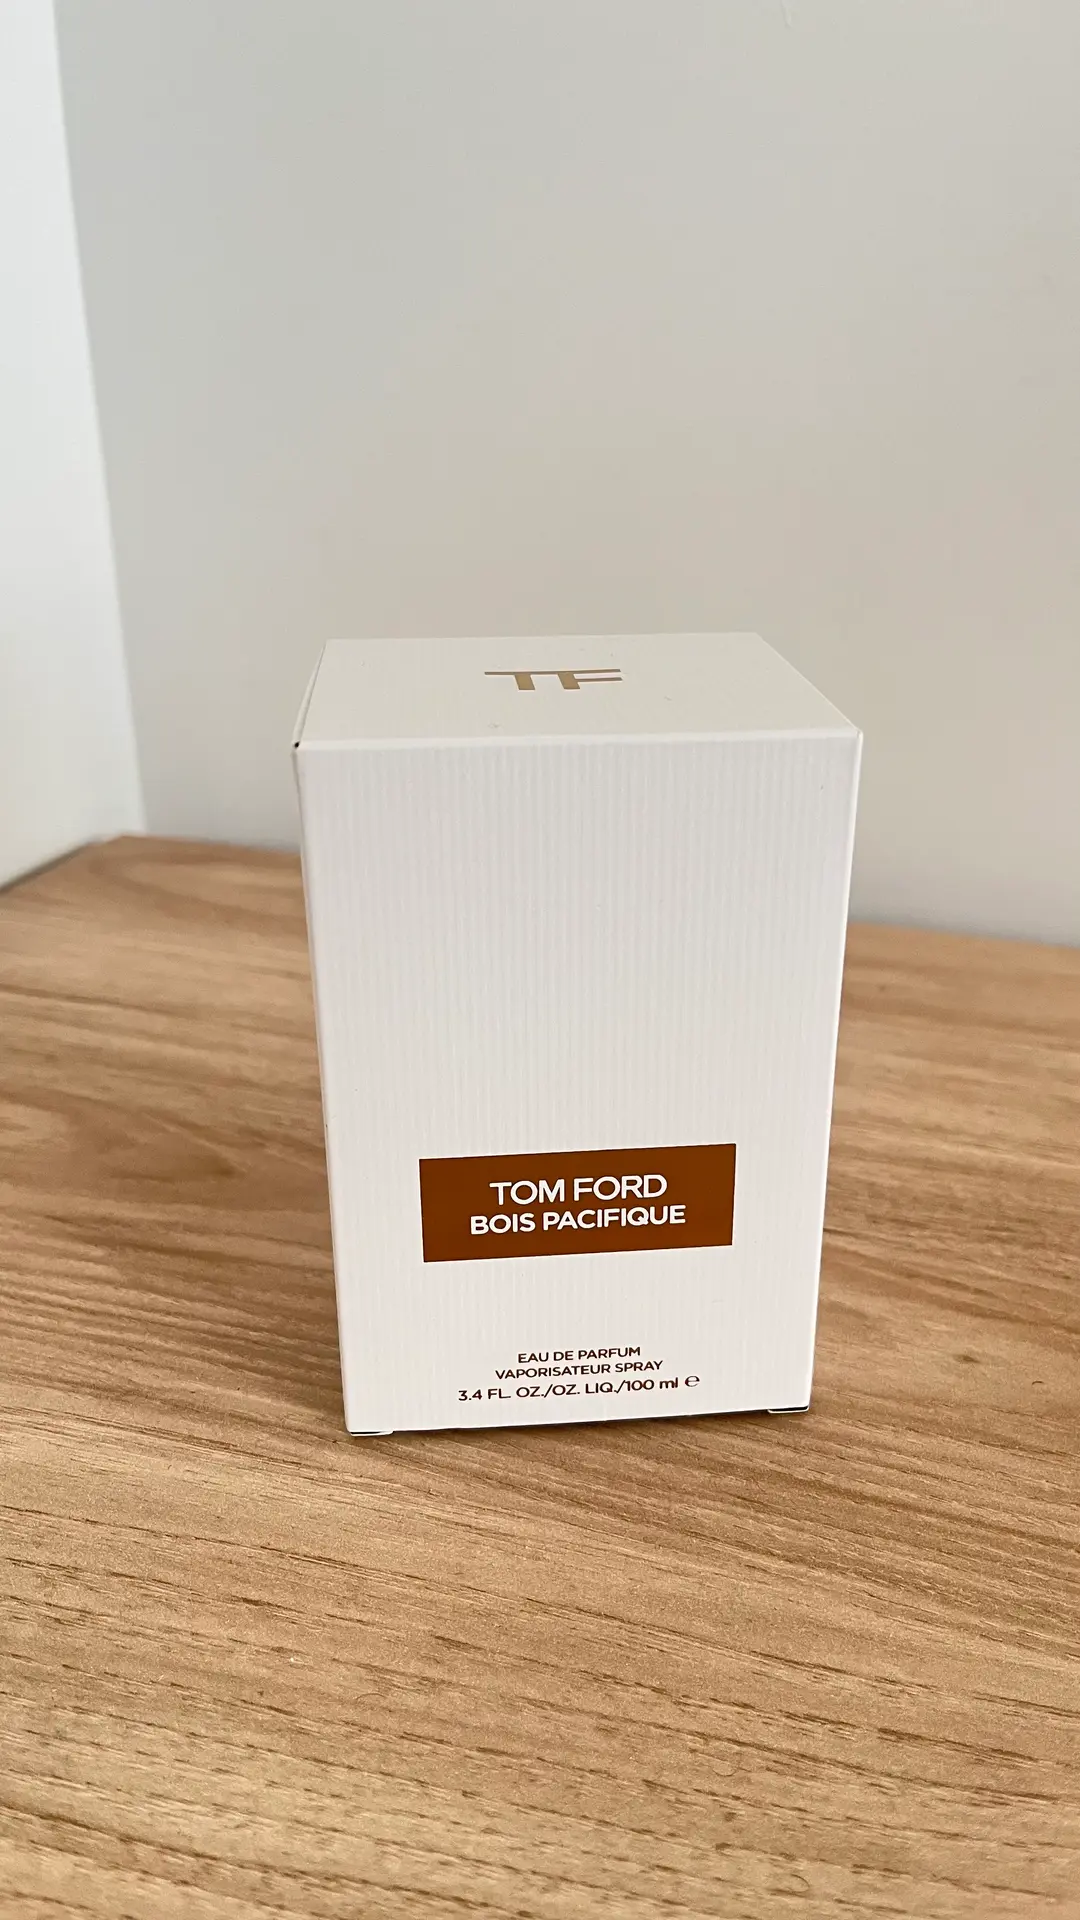 TF
TOM FORD
BOIS PACIFIQUE
EAU DE PARFUM
VAPORISATEUR SPRAY
3.4 FL. OZ./OZ. LIQ./100 ml ℮